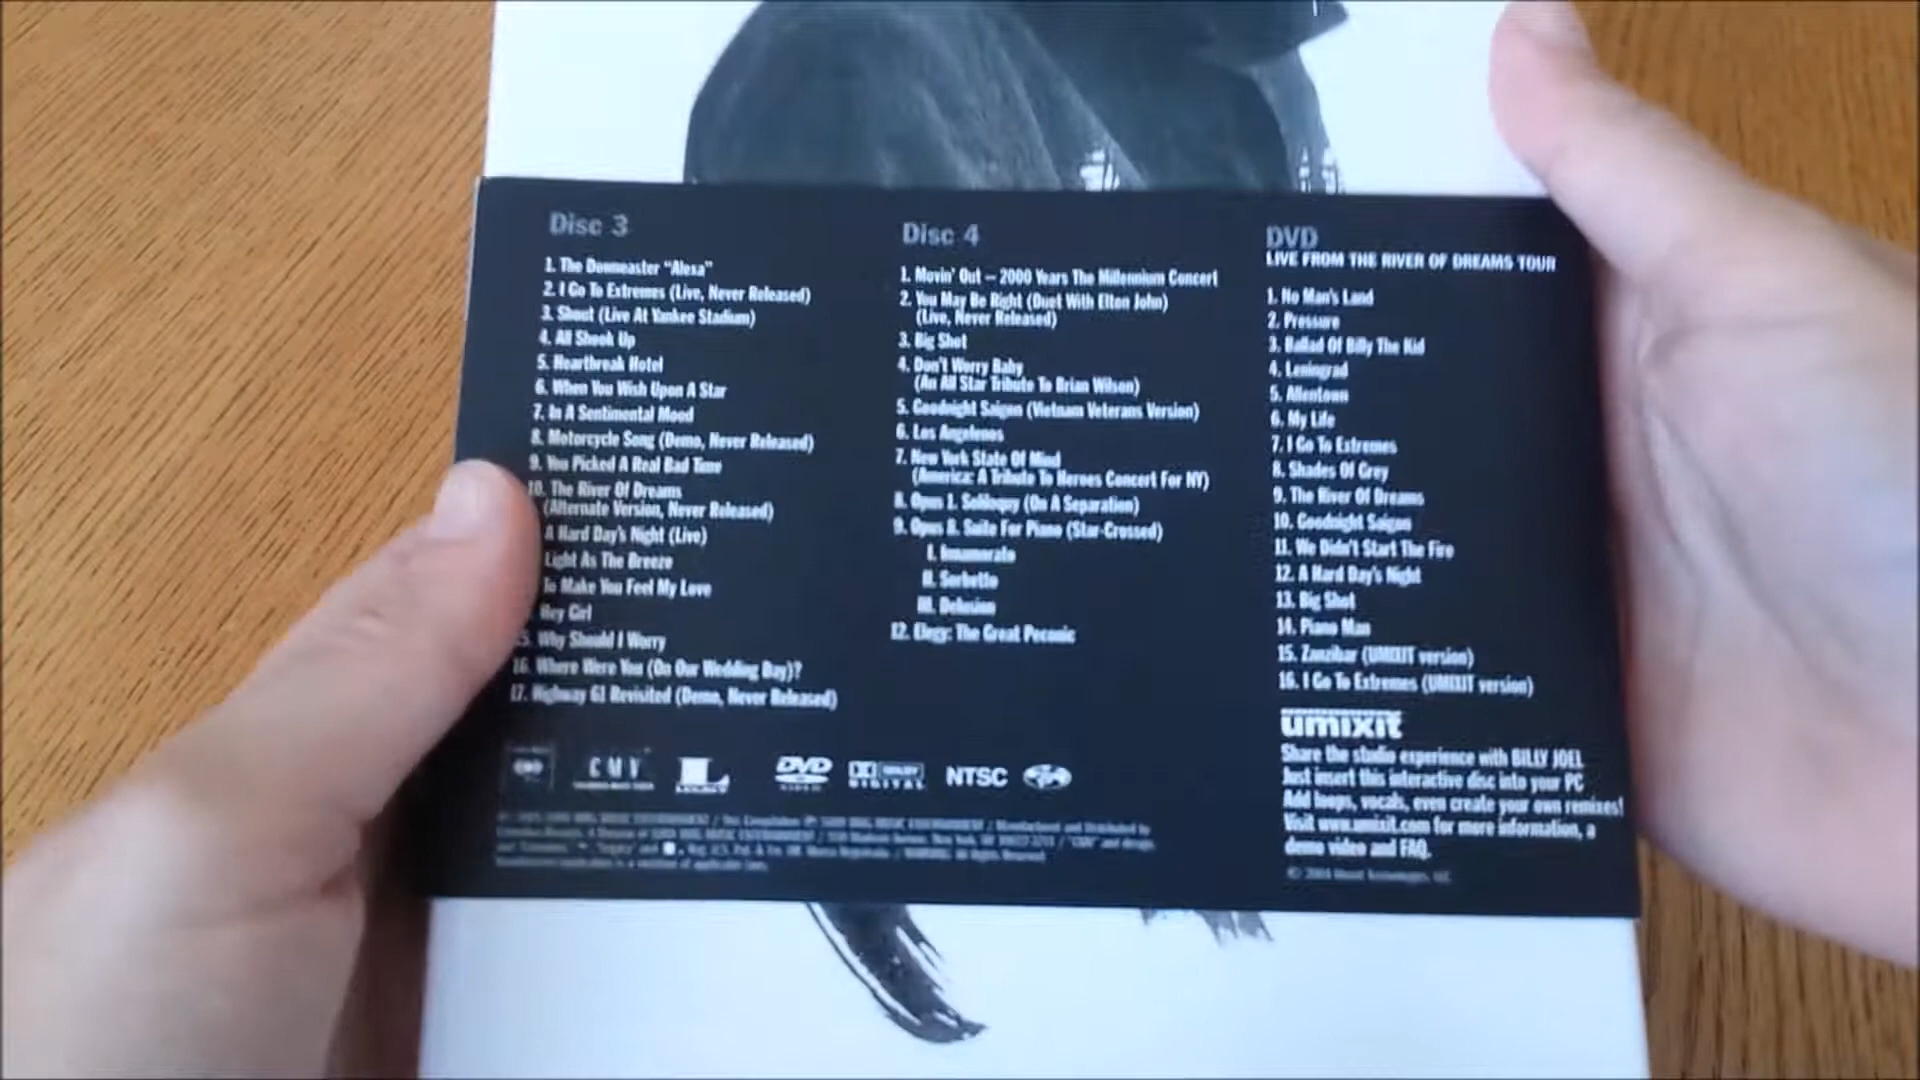 Disc 3
1. The Downeaster "Alexa"
2. I Go To Extremes (Live, Never Released)
3. Shout (Live At Yankee Stadium)
4. All Shook Up
5. Heartbreak Hotel
6. When You Wish Upon A Star
7. In A Sentimental Mood
8. Motorcycle Song (Demo, Never Released)
9. You Picked A Real Bad Time
10. The River Of Dreams
(Alternate Version, Never Released)
A Hard Day's Night (Live)
Light As The Breeze
To Make You Feel My Love
Hey Girl
5. Why Should I Worry
16. Where Were You (On Our Wedding Day)?
17. Highway 61 Revisited (Demo, Never Released)
Disc 4
1. Movin' Out – 2000 Years The Millennium Concert
2. You May Be Right (Duet With Elton John)
(Live, Never Released)
3. Big Shot
4. Don't Worry Baby
(An All Star Tribute To Brian Wilson)
5. Goodnight Saigon (Vietnam Veterans Version)
6. Los Angelenos
7. New York State Of Mind
(America: A Tribute To Heroes Concert For NY)
8. Opus 1. Soliloquy (On A Separation)
9. Opus 8. Suite For Piano (Star-Crossed)
I. Innamorato
II. Sorbetto
III. Delusion
12. Elegy: The Great Peconic
DVD
LIVE FROM THE RIVER OF DREAMS TOUR
1. No Man's Land
2. Pressure
3. Ballad Of Billy The Kid
4. Leningrad
5. Allentown
6. My Life
7. I Go To Extremes
8. Shades Of Grey
9. The River Of Dreams
10. Goodnight Saigon
11. We Didn't Start The Fire
12. A Hard Day's Night
13. Big Shot
14. Piano Man
15. Zanzibar (UMIXIT version)
16. I Go To Extremes (UMIXIT version)
umixit
Share the studio experience with BILLY JOEL
Just insert this interactive disc into your PC
Add loops, vocals, even create your own remixes!
Visit www.umixit.com for more information, a
demo video and FAQ.
CMV
L LEGACY
DVD VIDEO
DOLBY DIGITAL
NTSC